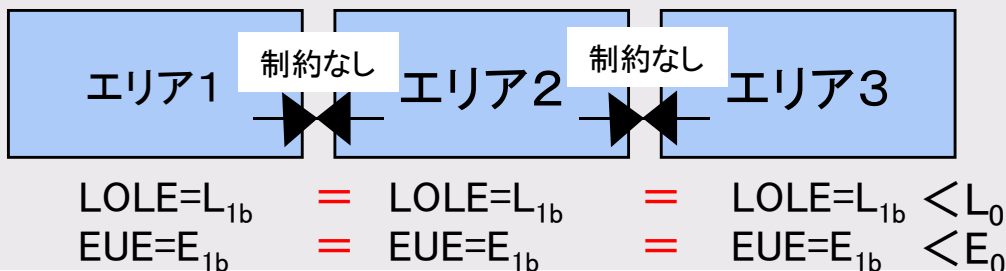 制約なし 制約なし
エリア1 エリア2 エリア3
LOLE=L1b = LOLE=L1b = LOLE=L1b <L0
EUE=E1b = EUE=E1b = EUE=E1b <E0